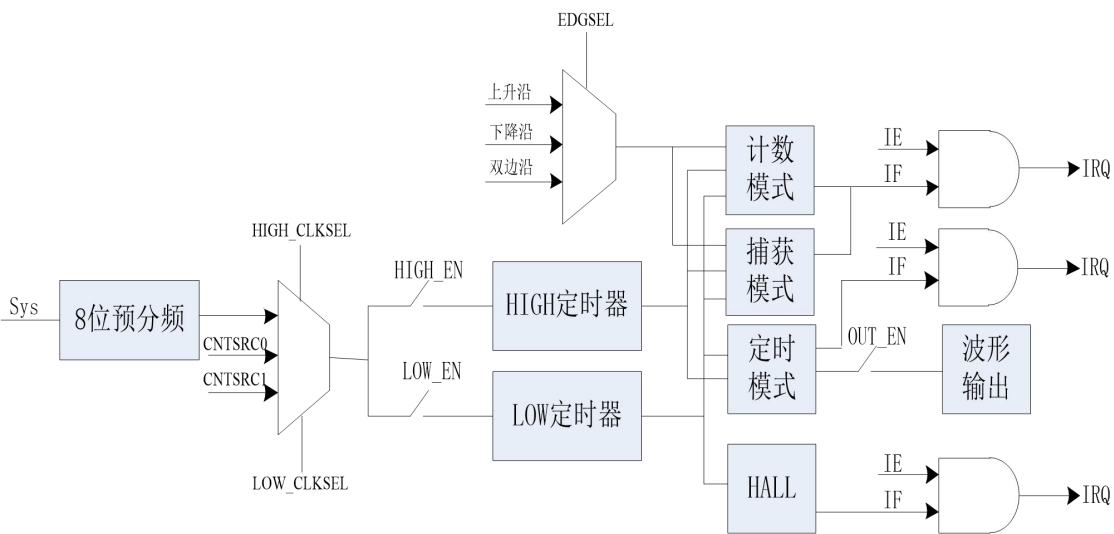 EDGSEL
上升沿
下降沿
双边沿
计数
模式
IE
IF
IRQ
HIGH_CLKSEL
捕获
模式
IE
IF
IRQ
Sys
8位预分频
CNTSRC0
CNTSRC1
HIGH_EN
HIGH定时器
LOW_EN
LOW定时器
定时
模式
OUT_EN
波形
输出
LOW_CLKSEL
HALL
IE
IF
IRQ